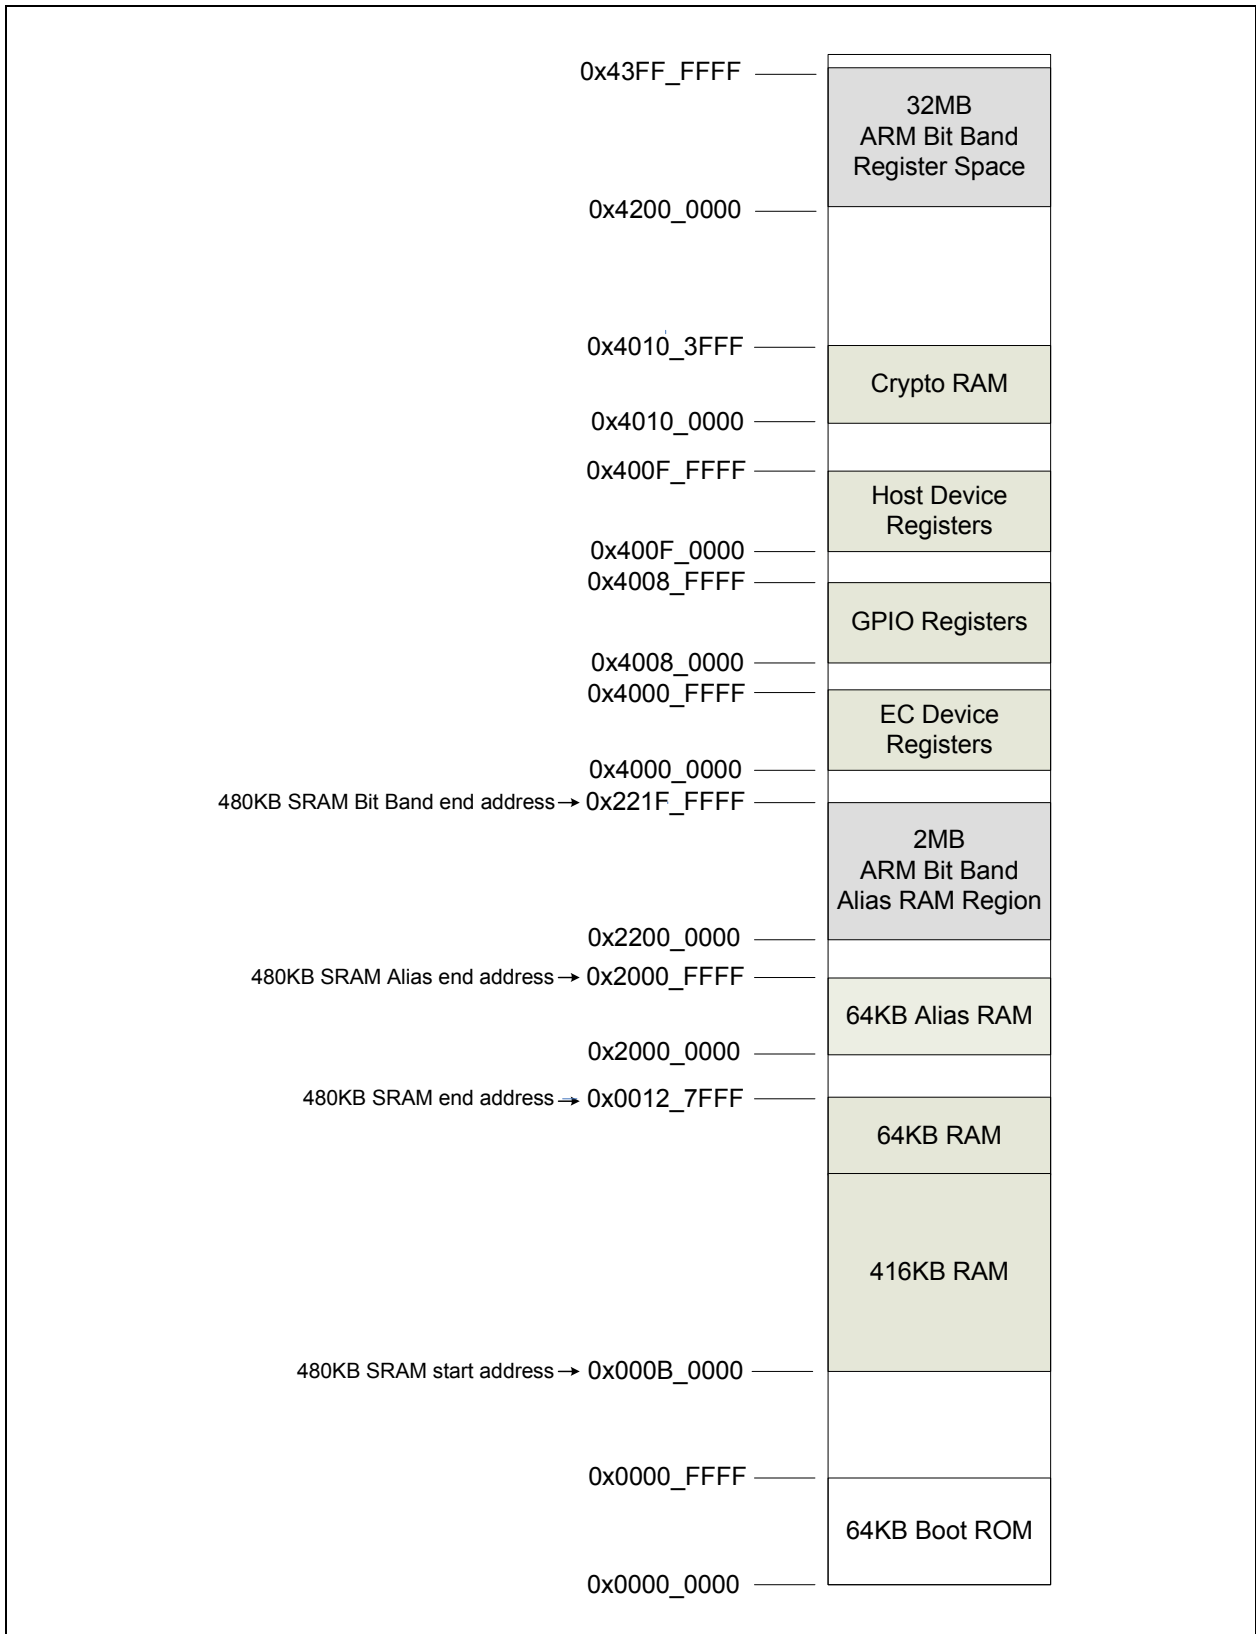 0x43FF_FFFF
32MB
ARM Bit Band
Register Space
0x4200_0000
0x4010_3FFF
Crypto RAM
0x4010_0000
0x400F_FFFF
Host Device
Registers
0x400F_0000
0x4008_FFFF
GPIO Registers
0x4008_0000
0x4000_FFFF
EC Device
Registers
0x4000_0000
480KB SRAM Bit Band end address → 0x221F_FFFF
2MB
ARM Bit Band
Alias RAM Region
0x2200_0000
480KB SRAM Alias end address → 0x2000_FFFF
64KB Alias RAM
0x2000_0000
480KB SRAM end address → 0x0012_7FFF
64KB RAM
416KB RAM
480KB SRAM start address → 0x000B_0000
0x0000_FFFF
64KB Boot ROM
0x0000_0000